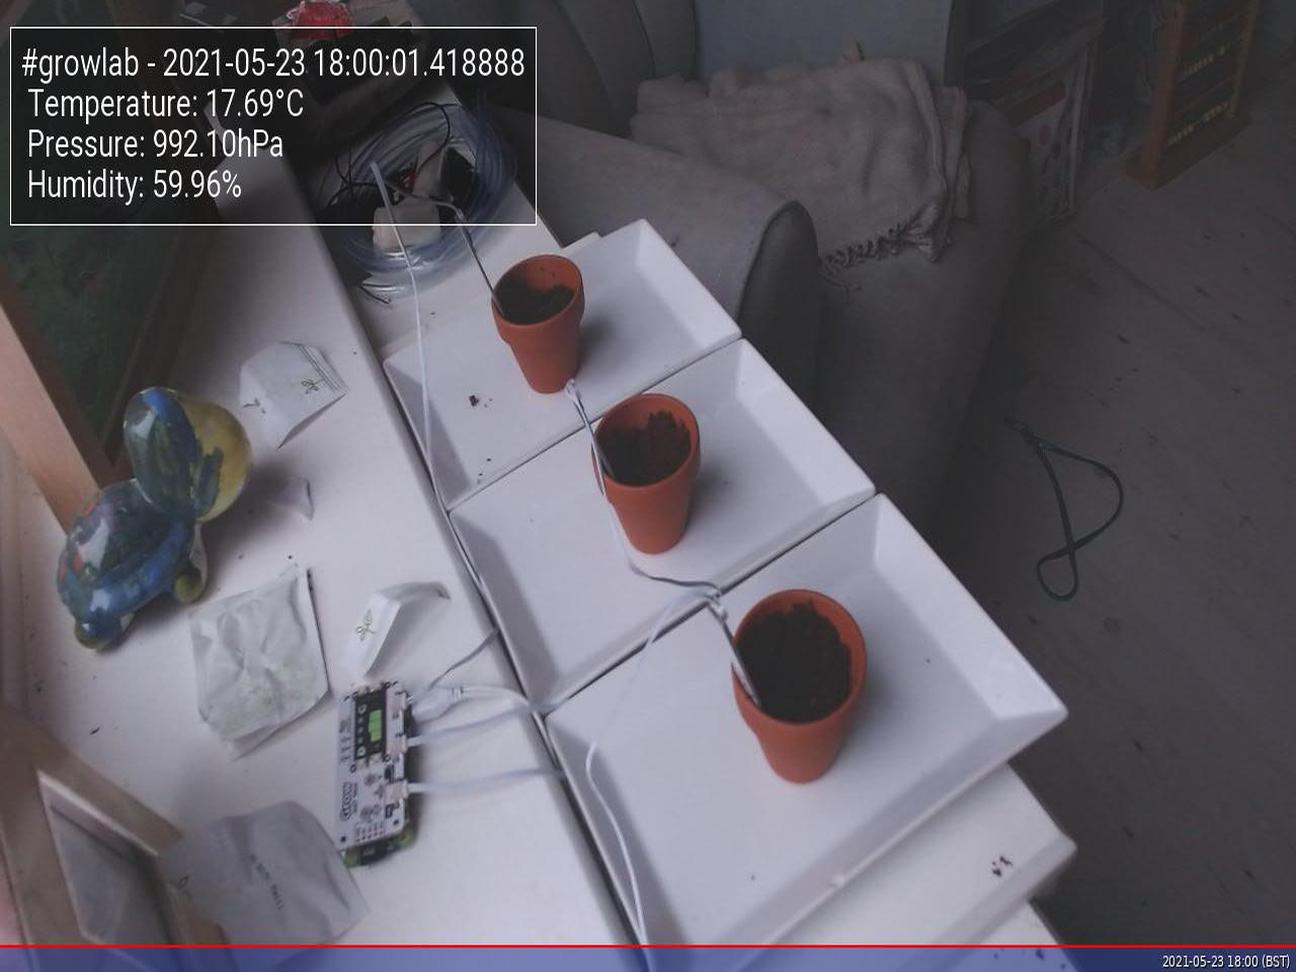 #growlab - 2021-05-23 18:00:01.418888
Temperature: 17.69°C
Pressure: 992.10hPa
Humidity: 59.96%
2021-05-23 18:00 (BST)